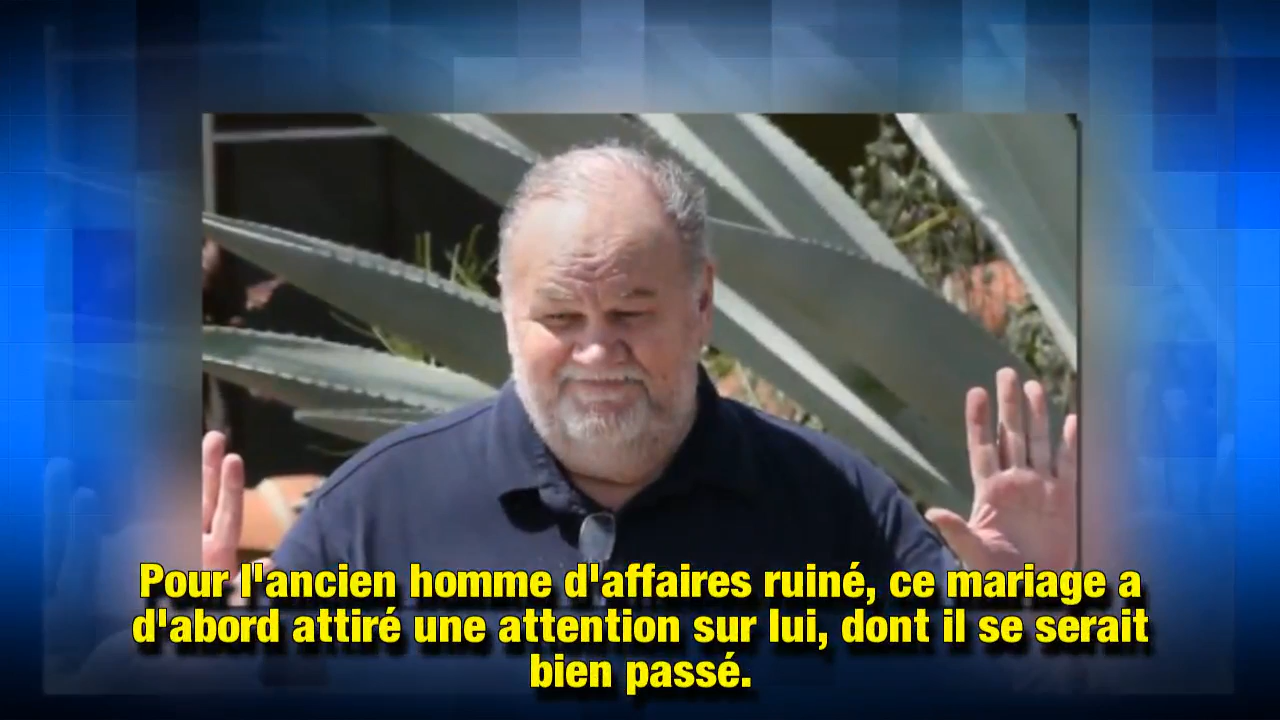 Pour l'ancien homme d'affaires ruiné, ce mariage a
d'abord attiré une attention sur lui, dont il se serait
bien passé.